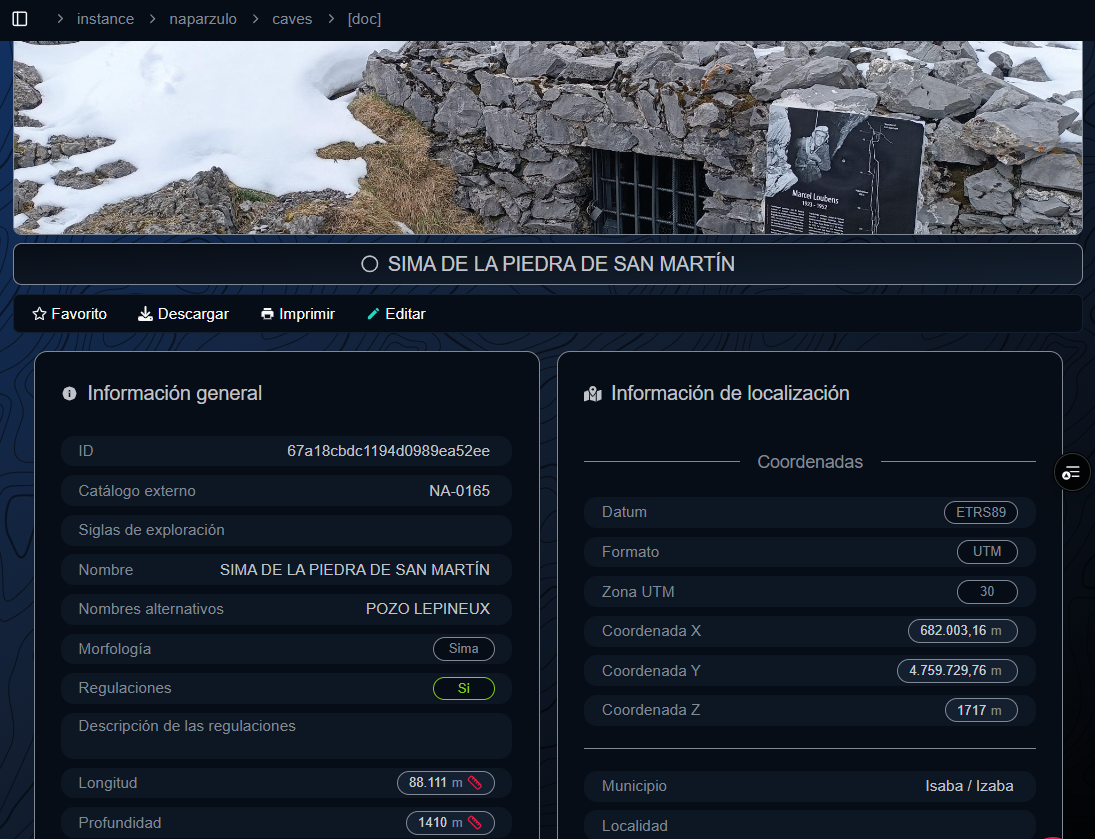 instance
naparzulo
caves
[doc]
Marcel Loubens
1923 - 1952
SIMA DE LA PIEDRA DE SAN MARTÍN
Favorito
Descargar
Imprimir
Editar
Información general
ID 67a18cbdc1194d0989ea52ee
Catálogo externo NA-0165
Siglas de exploración
Nombre SIMA DE LA PIEDRA DE SAN MARTÍN
Nombres alternativos POZO LEPINEUX
Morfología Sima
Regulaciones Si
Descripción de las regulaciones
Longitud 88.111 m
Profundidad 1410 m
Información de localización
Coordenadas
Datum ETRS89
Formato UTM
Zona UTM 30
Coordenada X 682.003,16 m
Coordenada Y 4.759.729,76 m
Coordenada Z 1717 m
Municipio Isaba / Izaba
Localidad